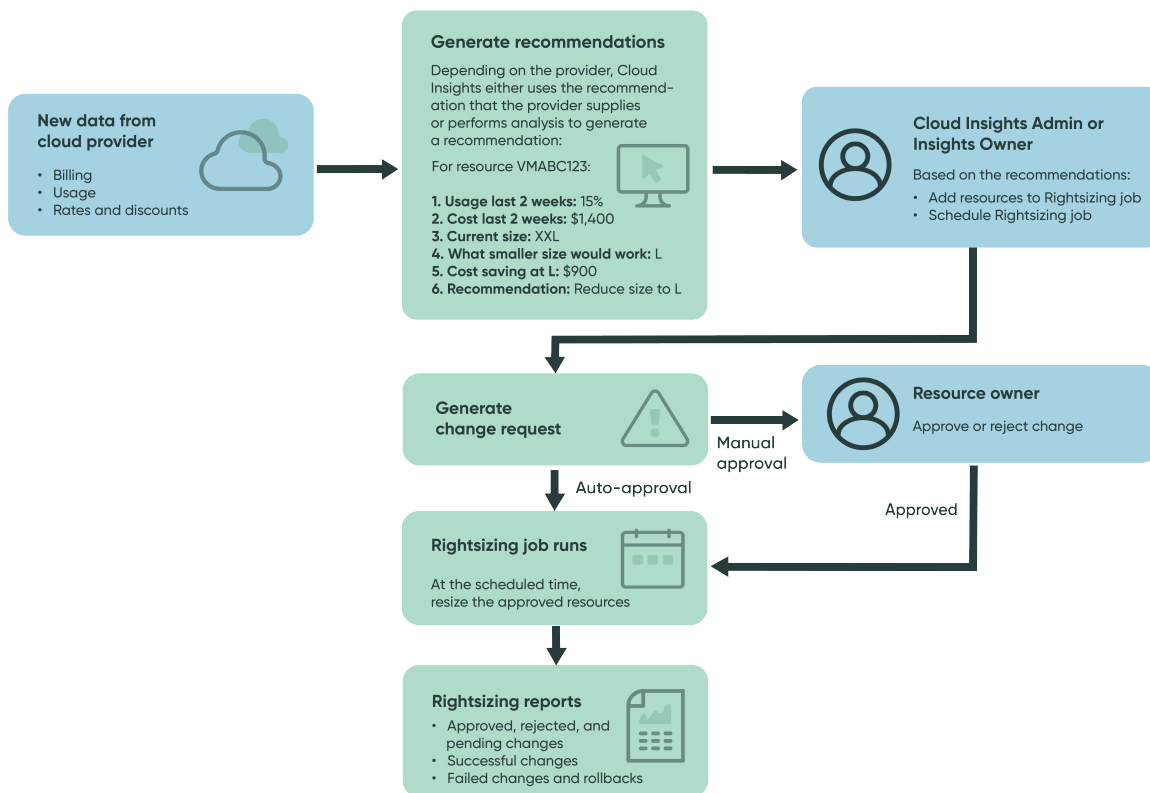 New data from
cloud provider
• Billing
• Usage
• Rates and discounts
Generate recommendations
Depending on the provider, Cloud
Insights either uses the recommend-
ation that the provider supplies
or performs analysis to generate
a recommendation:
For resource VMABC123:
1. Usage last 2 weeks: 15%
2. Cost last 2 weeks: $1,400
3. Current size: XXL
4. What smaller size would work: L
5. Cost saving at L: $900
6. Recommendation: Reduce size to L
Cloud Insights Admin or
Insights Owner
Based on the recommendations:
• Add resources to Rightsizing job
• Schedule Rightsizing job
Generate
change request
Manual
approval
Resource owner
Approve or reject change
Auto-approval
Approved
Rightsizing job runs
At the scheduled time,
resize the approved resources
Rightsizing reports
• Approved, rejected, and
pending changes
• Successful changes
• Failed changes and rollbacks